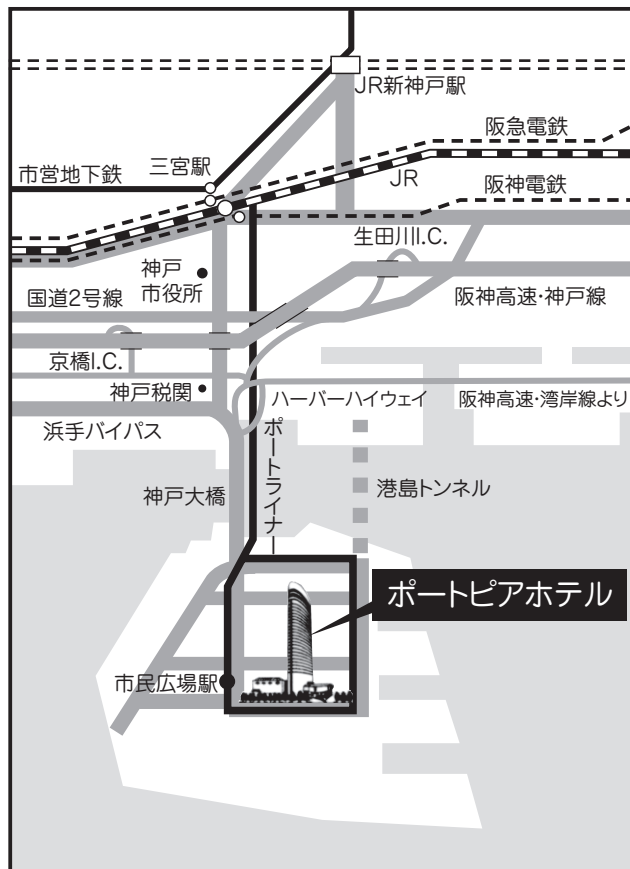 JR新神戸駅
阪急電鉄
三宮駅
市営地下鉄
JR
阪神電鉄
生田川I.C.
神戸
市役所
国道2号線
阪神高速・神戸線
京橋I.C.
神戸税関
ハーバーハイウェイ
阪神高速・湾岸線より
浜手バイパス
ポートライナー
神戸大橋
港島トンネル
ポートピアホテル
市民広場駅